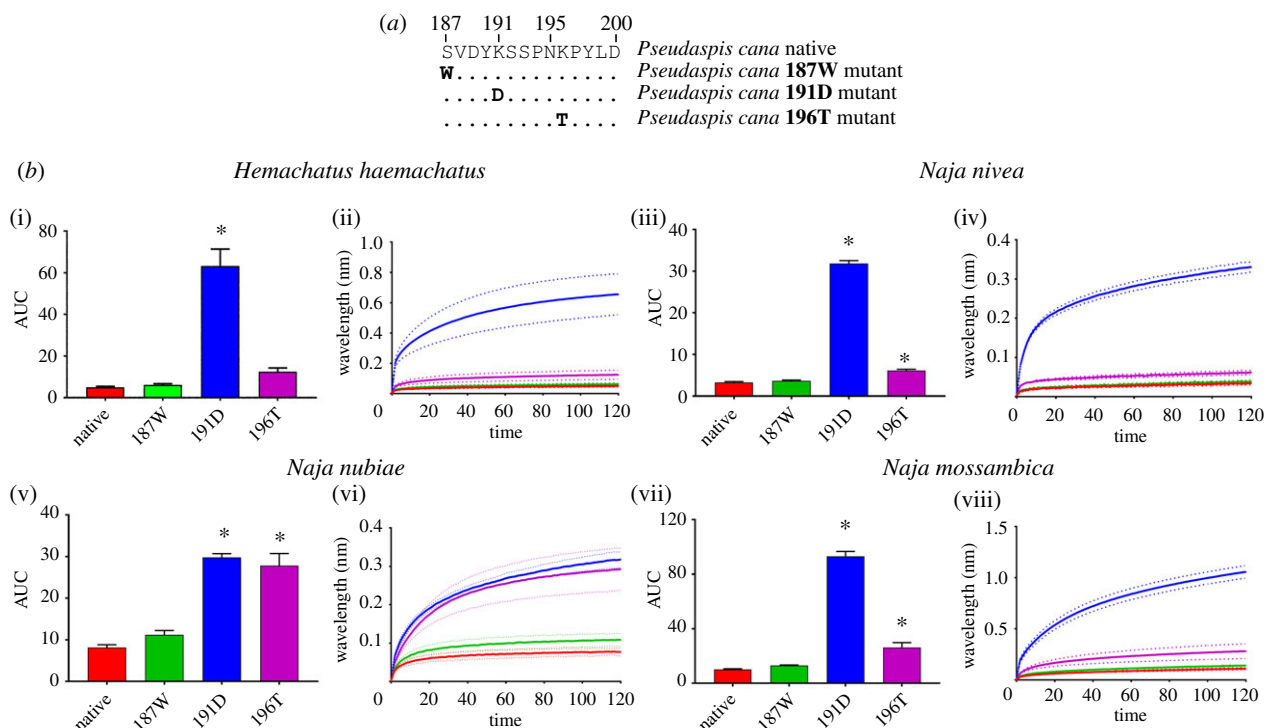 (a)
187 191 195 200
SVDYKSSPNKPYLD Pseudaspis cana native
W............. Pseudaspis cana 187W mutant
....D......... Pseudaspis cana 191D mutant
.........T.... Pseudaspis cana 196T mutant
(b) Hemachatus haemachatus Naja nivea
(i) (ii) (iii) (iv)
AUC
80
60
40
20
0
native 187W 191D 196T
*
wavelength (nm)
1.0
0.8
0.6
0.4
0.2
0 20 40 60 80 100 120
time
AUC
40
30
20
10
0
native 187W 191D 196T
* *
wavelength (nm)
0.4
0.3
0.2
0.1
0 20 40 60 80 100 120
time
Naja nubiae Naja mossambica
(v) (vi) (vii) (viii)
AUC
40
30
20
10
0
native 187W 191D 196T
* *
wavelength (nm)
0.4
0.3
0.2
0.1
0 20 40 60 80 100 120
time
AUC
120
80
40
0
native 187W 191D 196T
* *
wavelength (nm)
1.5
1.0
0.5
0 20 40 60 80 100 120
time